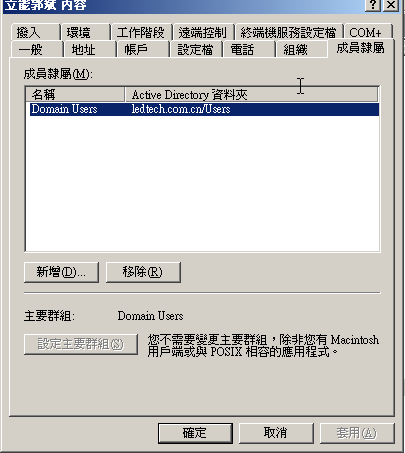 立能郭斌 內容
撥入 環境 工作階段 遠端控制 終端機服務設定檔 COM+
一般 地址 帳戶 設定檔 電話 組織 成員隸屬
成員隸屬(M):
名稱 Active Directory 資料夾
Domain Users ledtech.com.cn/Users
新增(D)... 移除(R)
主要群組: Domain Users
設定主要群組(S) 您不需要變更主要群組，除非您有 Macintosh
用戶端或與 POSIX 相容的應用程式。
確定 取消 套用(A)